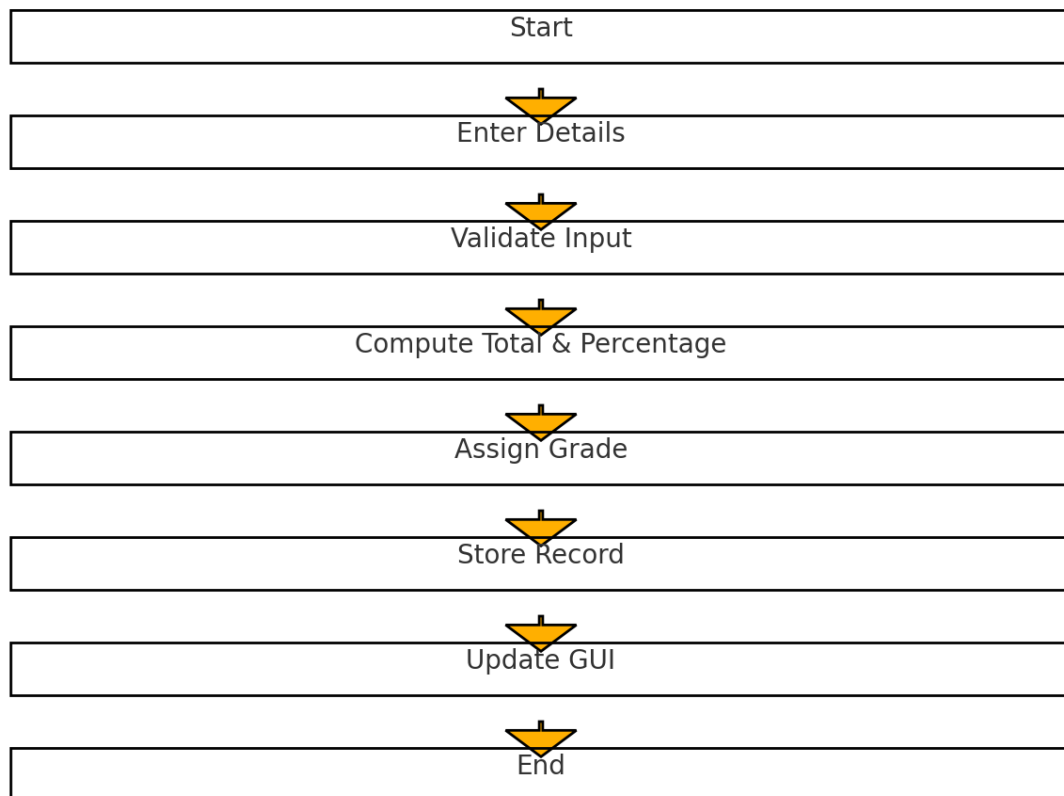 Start
Enter Details
Validate Input
Compute Total & Percentage
Assign Grade
Store Record
Update GUI
End